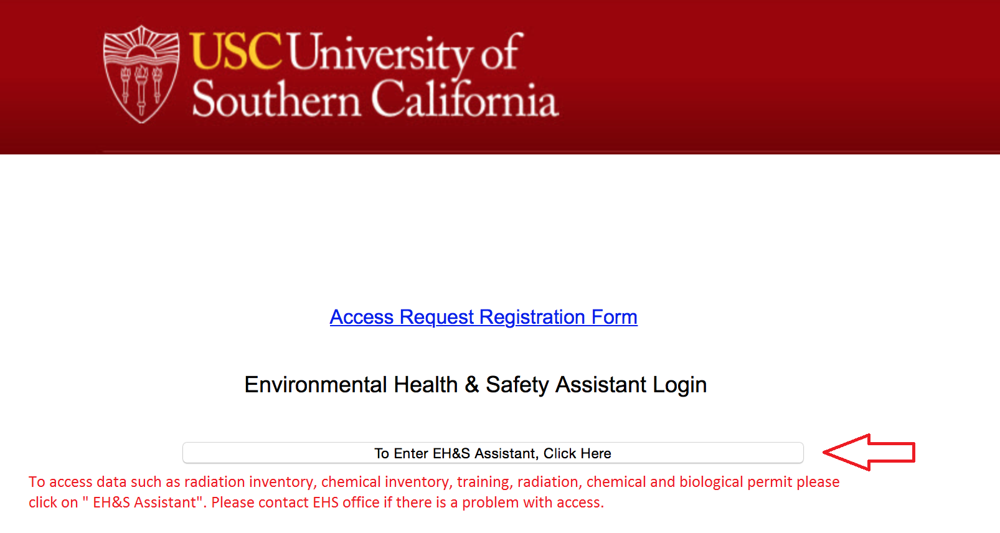 USC University of
Southern California
Access Request Registration Form
Environmental Health & Safety Assistant Login
To Enter EH&S Assistant, Click Here
To access data such as radiation inventory, chemical inventory, training, radiation, chemical and biological permit please
click on " EH&S Assistant". Please contact EHS office if there is a problem with access.